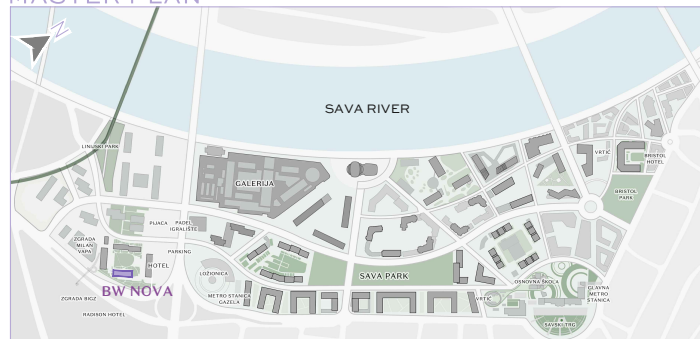 MASTER PLAN
N
SAVA RIVER
LINIJSKI PARK
GALERIJA
VRTIĆ
BRISTOL
HOTEL
BRISTOL
PARK
PIJACA
PADEL
IGRALIŠTE
ZGRADA
MILAN
VAPA
PARKING
HOTEL
LOŽIONICA
SAVA PARK
OSNOVNA ŠKOLA
GLAVNA
METRO
STANICA
BW NOVA
METRO STANICA
GAZELA
VRTIĆ
ZGRADA BIGZ
RADISON HOTEL
SAVSKI TRG